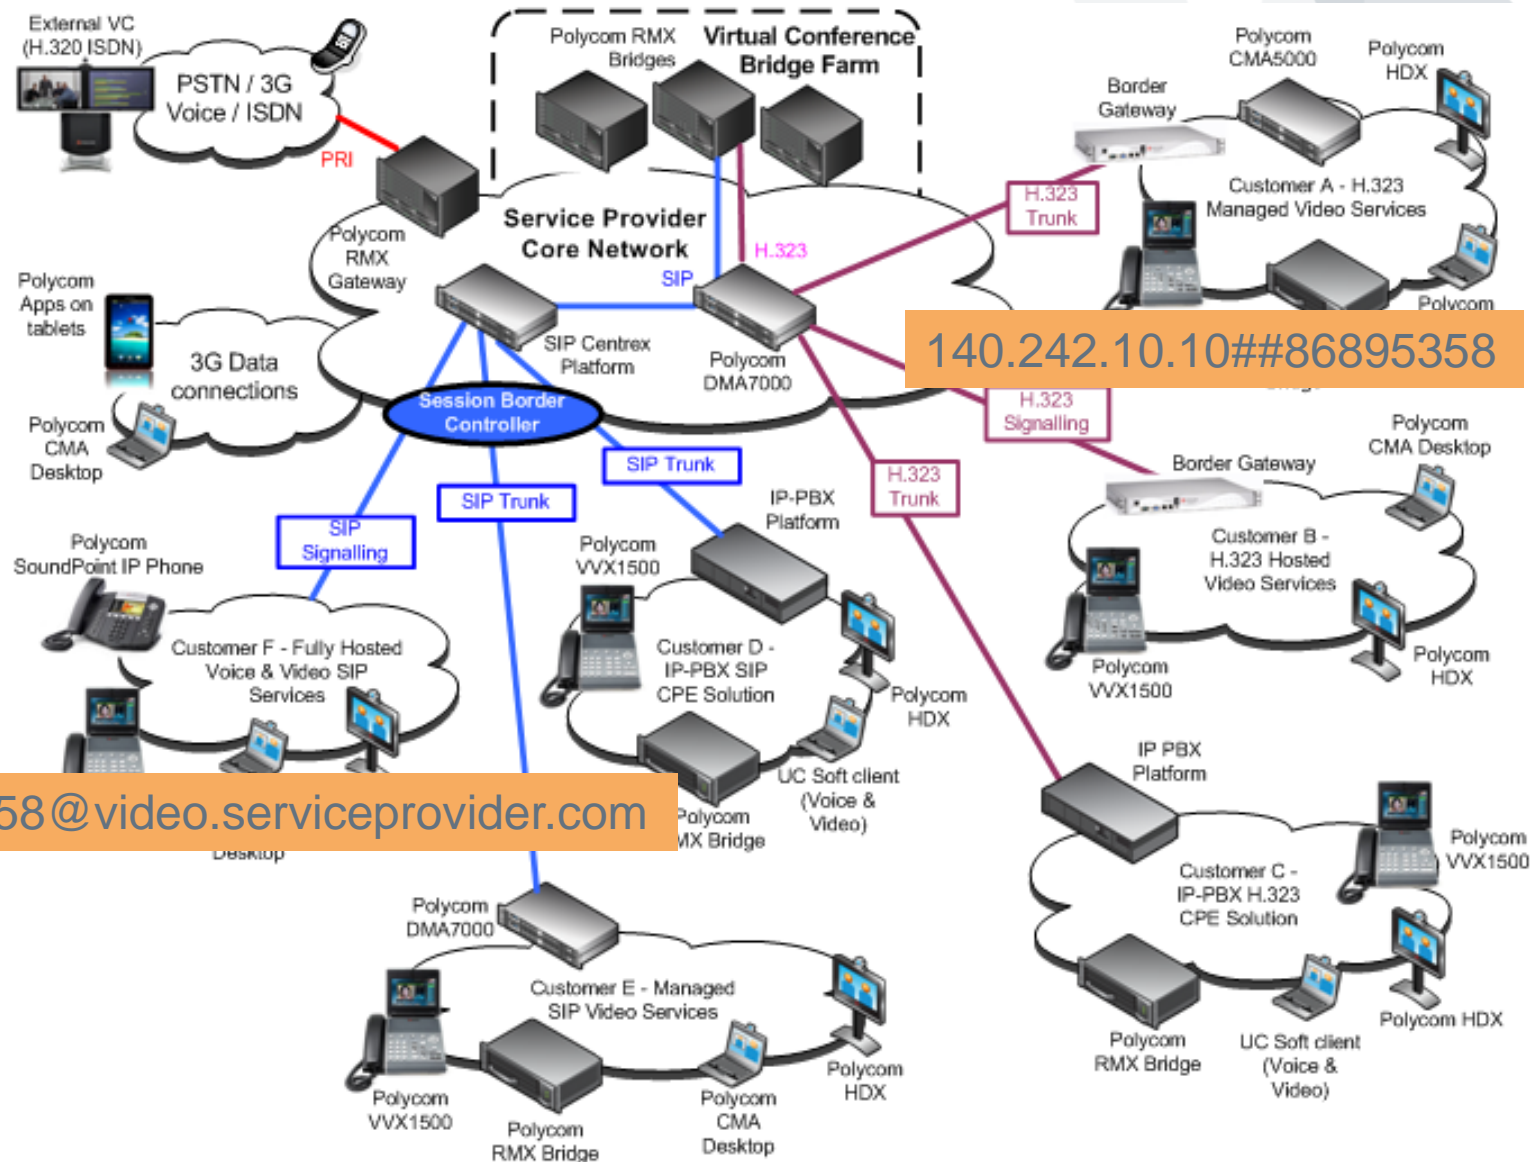 External VC
(H.320 ISDN)
PSTN / 3G
Voice / ISDN
PRI
Polycom RMX
Bridges
Virtual Conference
Bridge Farm
Polycom
CMA5000
Polycom
HDX
Border
Gateway
Customer A - H.323
Managed Video Services
H.323
Trunk
Polycom
Service Provider
Core Network
Polycom
RMX
Gateway
H.323
SIP
SIP Centrex
Platform
Polycom
DMA7000
140.242.10.10##86895358
Polycom
Apps on
tablets
3G Data
connections
Polycom
CMA
Desktop
Session Border
Controller
H.323
Signalling
SIP Trunk
SIP Trunk
SIP
Signalling
H.323
Trunk
Border Gateway
Polycom
CMA Desktop
Customer B -
H.323 Hosted
Video Services
Polycom
VVX1500
Polycom
HDX
Polycom
SoundPoint IP Phone
Customer F - Fully Hosted
Voice & Video SIP
Services
58@video.serviceprovider.com
Desktop
IP-PBX
Platform
Polycom
VVX1500
Customer D -
IP-PBX SIP
CPE Solution
Polycom
HDX
UC Soft client
(Voice &
Video)
Polycom
MX Bridge
IP PBX
Platform
Customer C -
IP-PBX H.323
CPE Solution
Polycom
VVX1500
Polycom HDX
Polycom
RMX Bridge
UC Soft client
(Voice &
Video)
Polycom
DMA7000
Customer E - Managed
SIP Video Services
Polycom
VVX1500
Polycom
RMX Bridge
Polycom
CMA
Desktop
Polycom
HDX